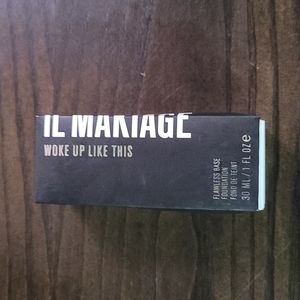 IL MAKIAGE
WOKE UP LIKE THIS
FLAWLESS BASE
FOUNDATION
FOND DE TEINT
30 ML/1 FL OZ e